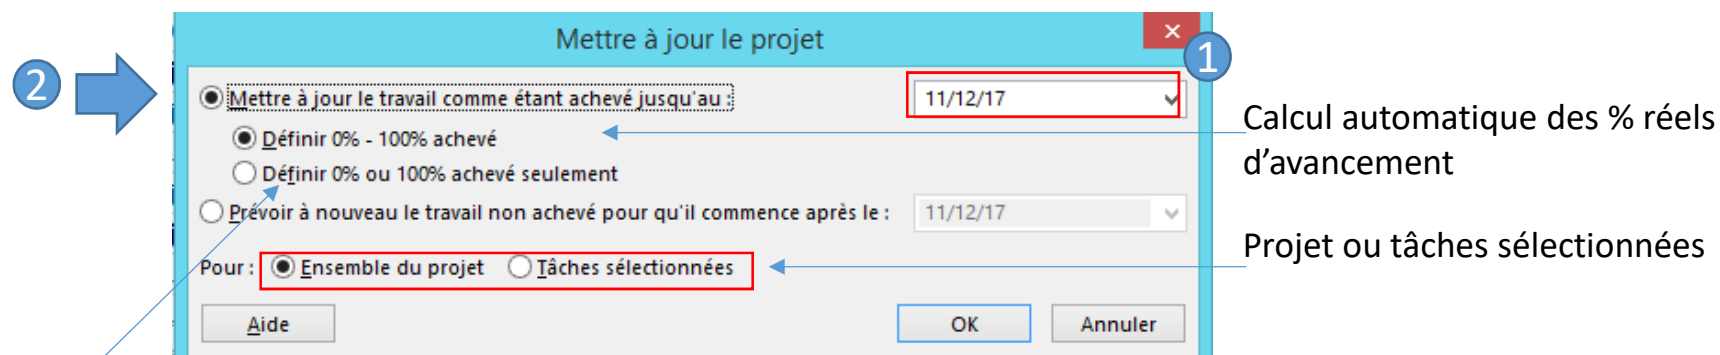 Mettre à jour le projet
1
2
Mettre à jour le travail comme étant achevé jusqu'au :
11/12/17
Définir 0% - 100% achevé
Calcul automatique des % réels
d’avancement
Définir 0% ou 100% achevé seulement
Prévoir à nouveau le travail non achevé pour qu'il commence après le :
11/12/17
Pour : Ensemble du projet Tâches sélectionnées
Projet ou tâches sélectionnées
Aide OK Annuler